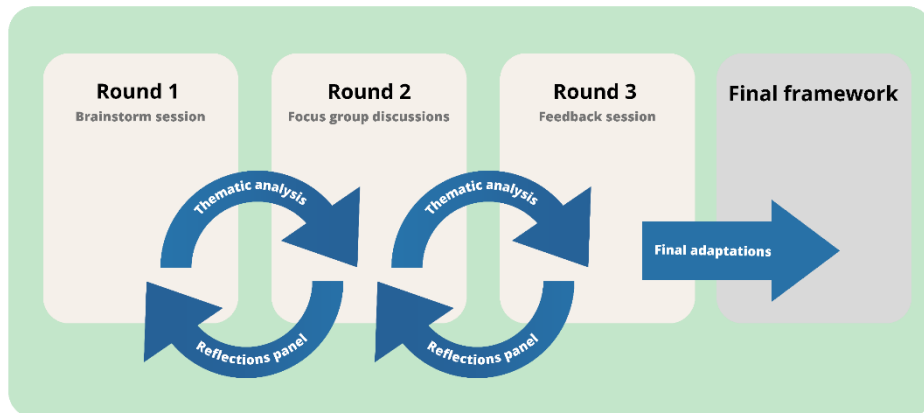 Round 1
Brainstorm session
Round 2
Focus group discussions
Round 3
Feedback session
Final framework
Thematic analysis
Reflections panel
Thematic analysis
Reflections panel
Final adaptations